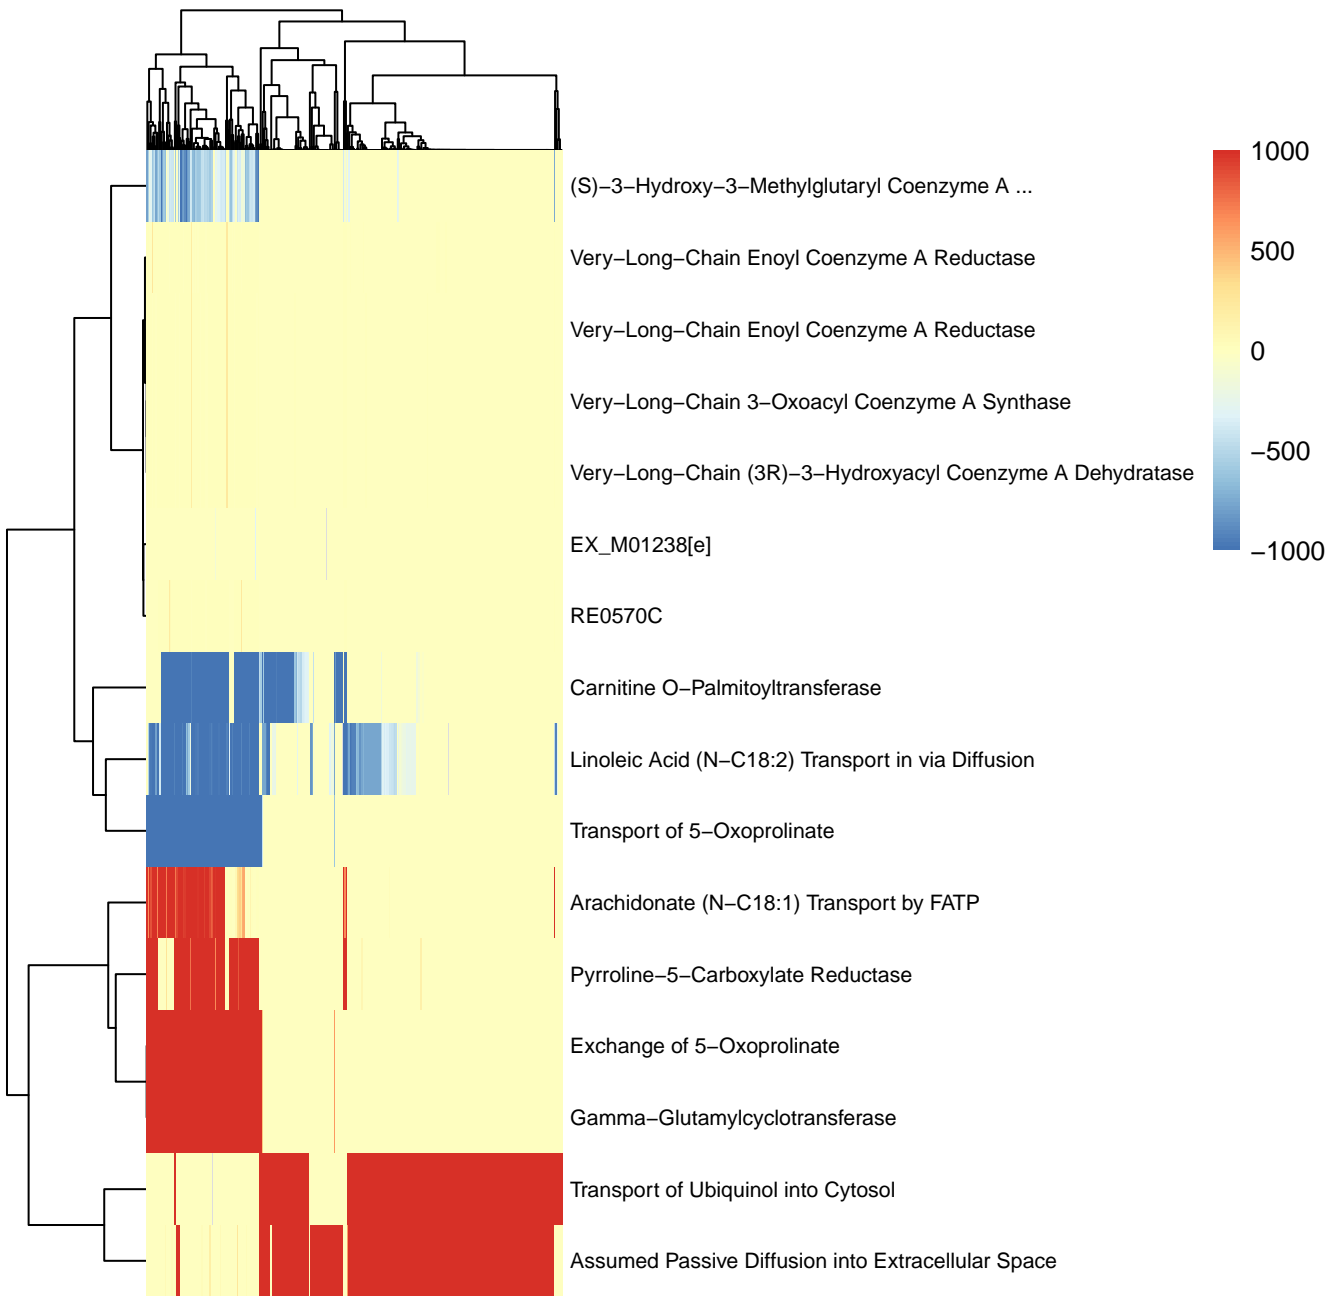 (S)−3−Hydroxy−3−Methylglutaryl Coenzyme A ...
Very−Long−Chain Enoyl Coenzyme A Reductase
Very−Long−Chain Enoyl Coenzyme A Reductase
Very−Long−Chain 3−Oxoacyl Coenzyme A Synthase
Very−Long−Chain (3R)−3−Hydroxyacyl Coenzyme A Dehydratase
EX_M01238[e]
RE0570C
Carnitine O−Palmitoyltransferase
Linoleic Acid (N−C18:2) Transport in via Diffusion
Transport of 5−Oxoprolinate
Arachidonate (N−C18:1) Transport by FATP
Pyrroline−5−Carboxylate Reductase
Exchange of 5−Oxoprolinate
Gamma−Glutamylcyclotransferase
Transport of Ubiquinol into Cytosol
Assumed Passive Diffusion into Extracellular Space
1000
500
0
−500
−1000